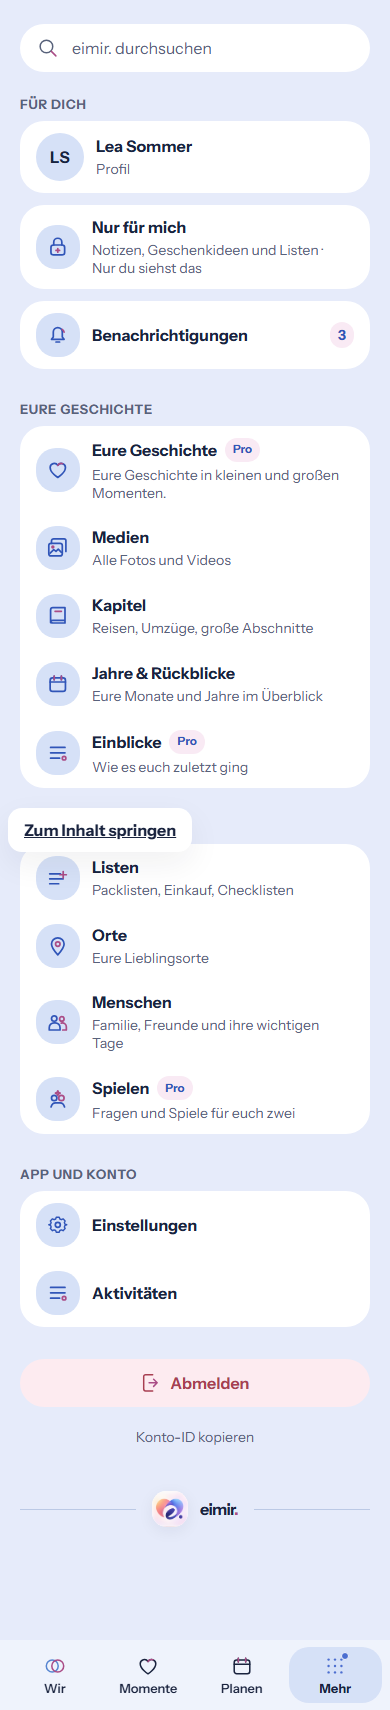 eimir. durchsuchen
FÜR DICH
LS
Lea Sommer
Profil
Nur für mich
Notizen, Geschenkideen und Listen ·
Nur du siehst das
Benachrichtigungen
3
EURE GESCHICHTE
Eure Geschichte Pro
Eure Geschichte in kleinen und großen
Momenten.
Medien
Alle Fotos und Videos
Kapitel
Reisen, Umzüge, große Abschnitte
Jahre & Rückblicke
Eure Monate und Jahre im Überblick
Einblicke Pro
Wie es euch zuletzt ging
Zum Inhalt springen
Listen
Packlisten, Einkauf, Checklisten
Orte
Eure Lieblingsorte
Menschen
Familie, Freunde und ihre wichtigen
Tage
Spielen Pro
Fragen und Spiele für euch zwei
APP UND KONTO
Einstellungen
Aktivitäten
Abmelden
Konto-ID kopieren
eimir.
Wir
Momente
Planen
Mehr